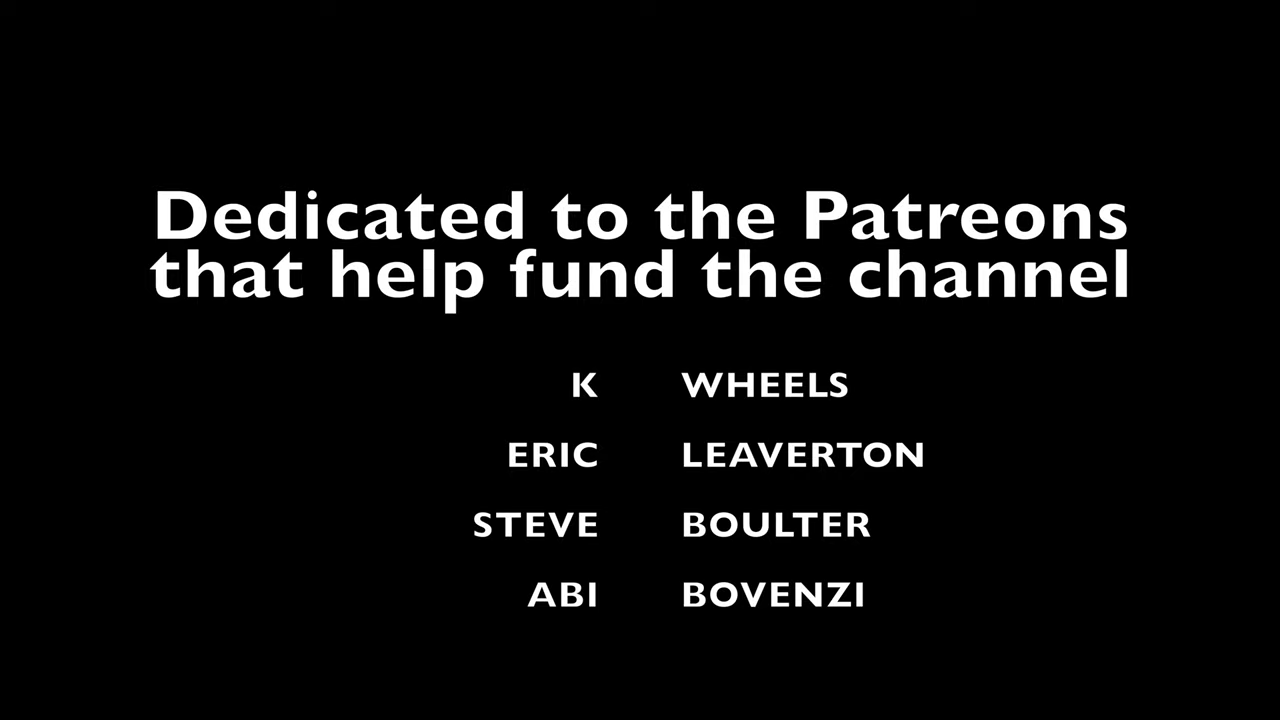 Dedicated to the Patreons
that help fund the channel
K WHEELS
ERIC LEAVERTON
STEVE BOULTER
ABI BOVENZI